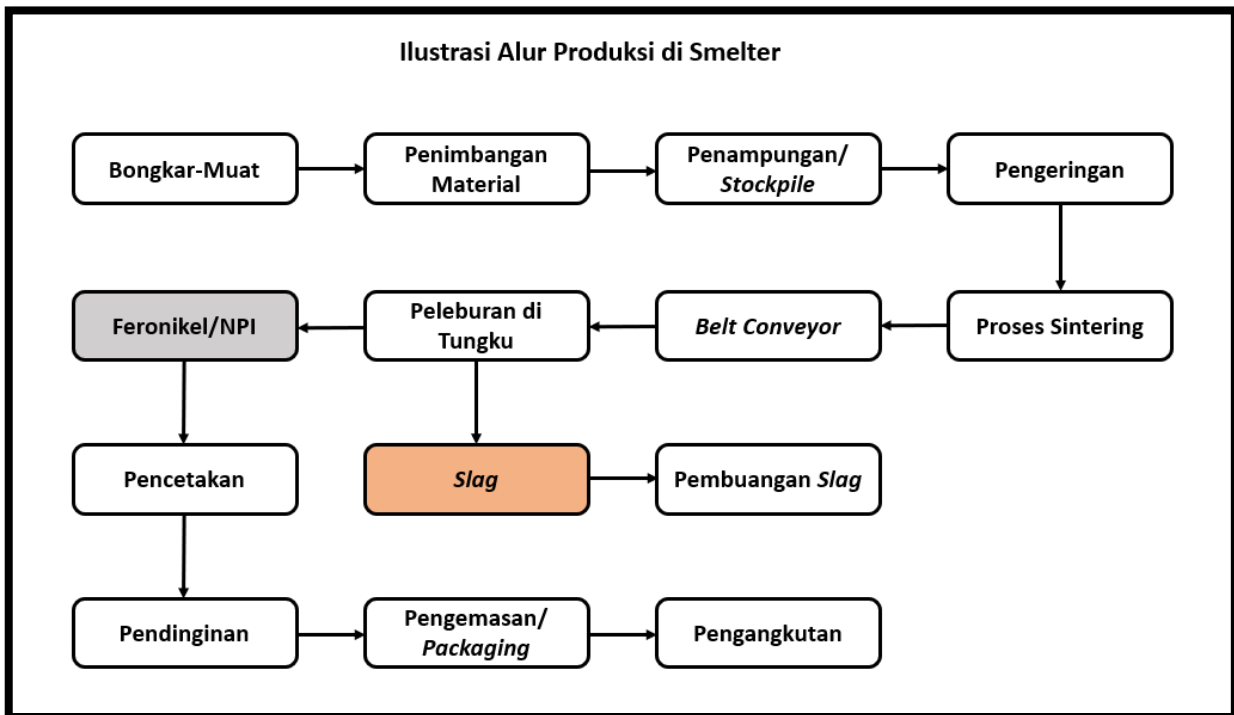 Ilustrasi Alur Produksi di Smelter
Bongkar-Muat
Penimbangan
Material
Penampungan/
Stockpile
Pengeringan
Feronikel/NPI
Peleburan di
Tungku
Belt Conveyor
Proses Sintering
Pencetakan
Slag
Pembuangan Slag
Pendinginan
Pengemasan/
Packaging
Pengangkutan